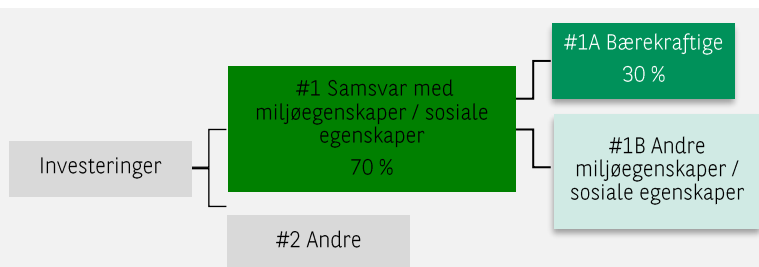 Investeringer
#1 Samsvar med
miljøegenskaper / sosiale
egenskaper
70 %
#2 Andre
#1A Bærekraftige
30 %
#1B Andre
miljøegenskaper /
sosiale egenskaper